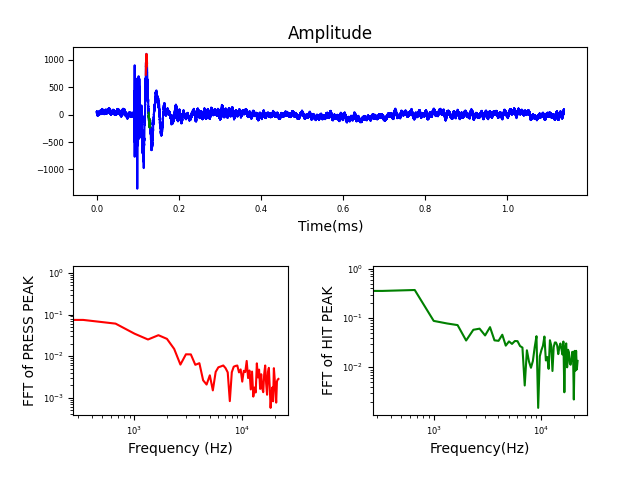 Amplitude
1000
500
0
−500
−1000
0.0 0.2 0.4 0.6 0.8 1.0
Time(ms)
FFT of PRESS PEAK
10⁰
10⁻¹
10⁻²
10⁻³
10³ 10⁴
Frequency (Hz)
FFT of HIT PEAK
10⁰
10⁻¹
10⁻²
10³ 10⁴
Frequency(Hz)